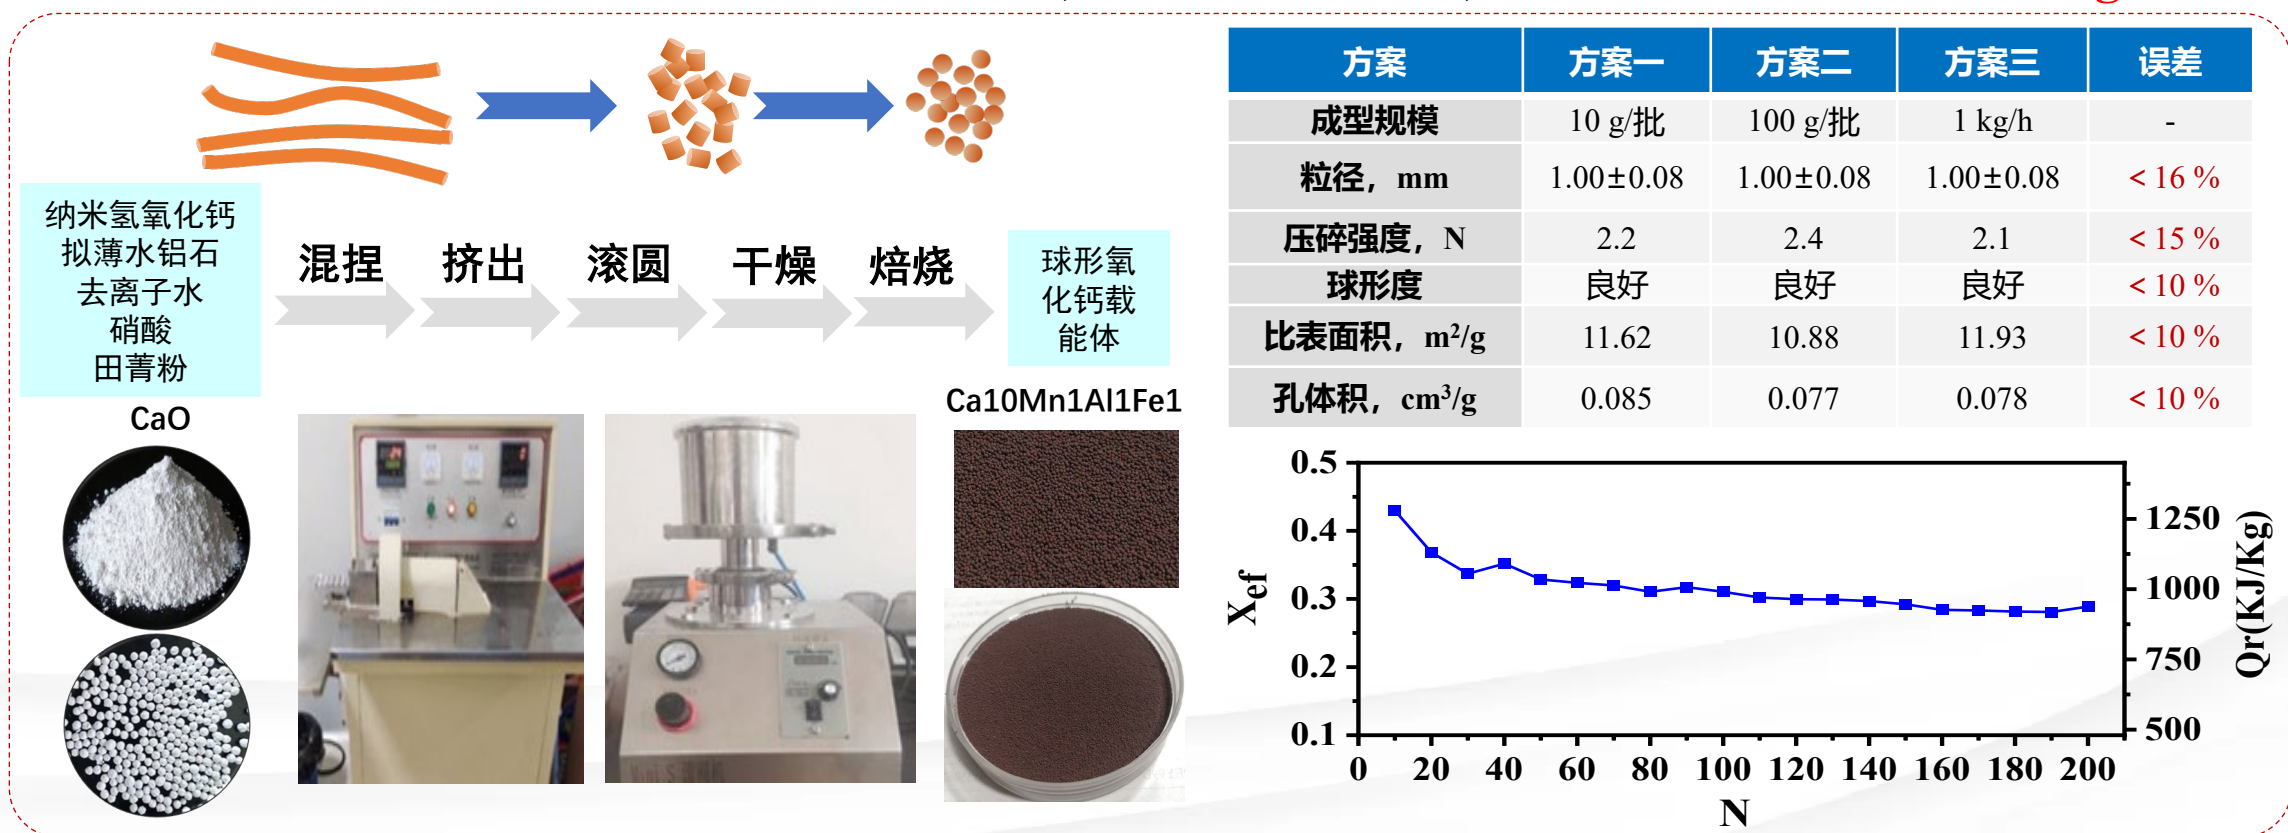 纳米氢氧化钙
拟薄水铝石
去离子水
硝酸
田菁粉
混捏
挤出
滚圆
干燥
焙烧
球形氧
化钙载
能体
CaO
Ca10Mn1Al1Fe1
方案 方案一 方案二 方案三 误差
成型规模 10 g/批 100 g/批 1 kg/h -
粒径，mm 1.00±0.08 1.00±0.08 1.00±0.08 < 16 %
压碎强度，N 2.2 2.4 2.1 < 15 %
球形度 良好 良好 良好 < 10 %
比表面积，m²/g 11.62 10.88 11.93 < 10 %
孔体积，cm³/g 0.085 0.077 0.078 < 10 %
0.5
0.4
0.3
0.2
0.1
Xef
1250
1000
750
500
Qr(KJ/Kg)
0 20 40 60 80 100 120 140 160 180 200
N